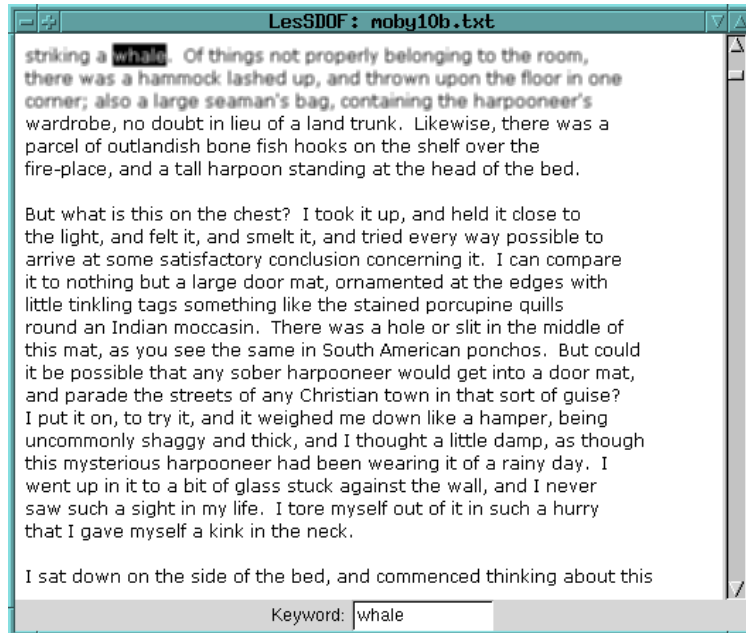 LesSDOF: moby10b.txt
striking a whale.  Of things not properly belonging to the room,
there was a hammock lashed up, and thrown upon the floor in one
corner; also a large seaman's bag, containing the harpooneer's
wardrobe, no doubt in lieu of a land trunk.  Likewise, there was a
parcel of outlandish bone fish hooks on the shelf over the
fire-place, and a tall harpoon standing at the head of the bed.
But what is this on the chest?  I took it up, and held it close to
the light, and felt it, and smelt it, and tried every way possible to
arrive at some satisfactory conclusion concerning it.  I can compare
it to nothing but a large door mat, ornamented at the edges with
little tinkling tags something like the stained porcupine quills
round an Indian moccasin.  There was a hole or slit in the middle of
this mat, as you see the same in South American ponchos.  But could
it be possible that any sober harpooneer would get into a door mat,
and parade the streets of any Christian town in that sort of guise?
I put it on, to try it, and it weighed me down like a hamper, being
uncommonly shaggy and thick, and I thought a little damp, as though
this mysterious harpooneer had been wearing it of a rainy day.  I
went up in it to a bit of glass stuck against the wall, and I never
saw such a sight in my life.  I tore myself out of it in such a hurry
that I gave myself a kink in the neck.
I sat down on the side of the bed, and commenced thinking about this
Keyword: whale